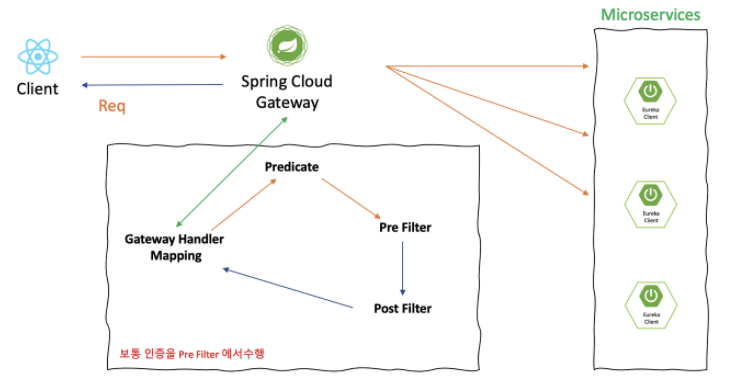 Microservices
Client
Req
Spring Cloud
Gateway
Eureka
Client
Predicate
Pre Filter
Gateway Handler
Mapping
Eureka
Client
Post Filter
Eureka
Client
보통 인증을 Pre Filter 에서수행